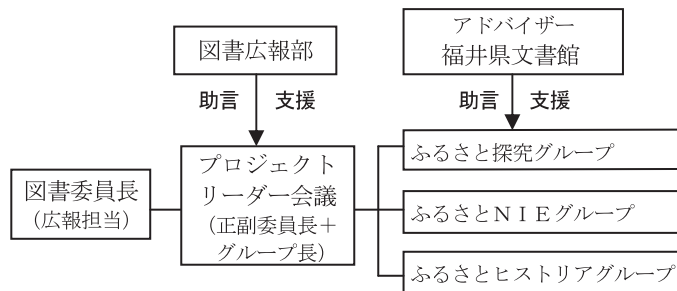 図書広報部
アドバイザー
福井県文書館
助言 支援
助言 支援
図書委員長
（広報担当）
プロジェクト
リーダー会議
（正副委員長＋
グループ長）
ふるさと探究グループ
ふるさとＮＩＥグループ
ふるさとヒストリアグループ